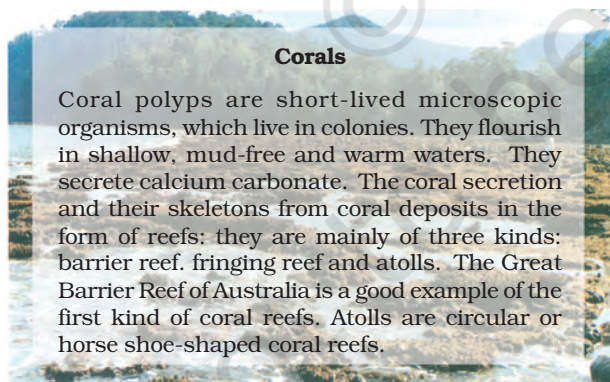 Corals
Coral polyps are short-lived microscopic
organisms, which live in colonies. They flourish
in shallow, mud-free and warm waters. They
secrete calcium carbonate. The coral secretion
and their skeletons from coral deposits in the
form of reefs: they are mainly of three kinds:
barrier reef. fringing reef and atolls. The Great
Barrier Reef of Australia is a good example of the
first kind of coral reefs. Atolls are circular or
horse shoe-shaped coral reefs.